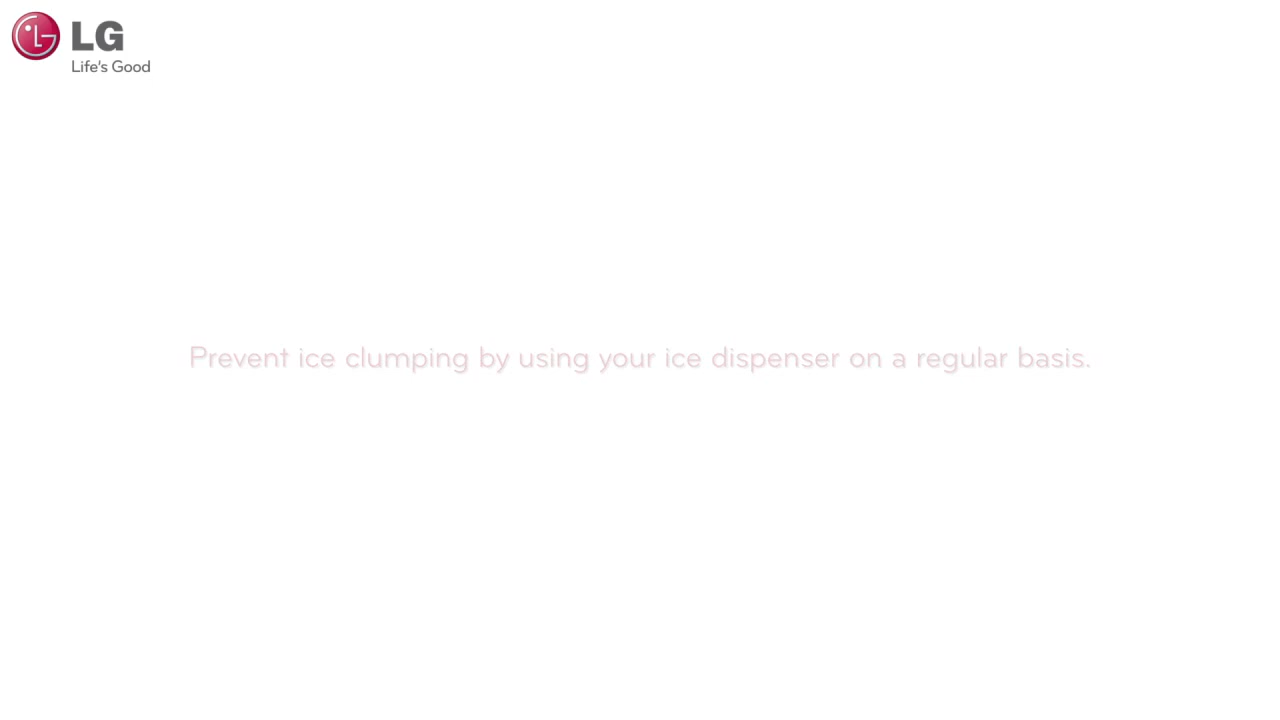 LG
Life's Good
Prevent ice clumping by using your ice dispenser on a regular basis.